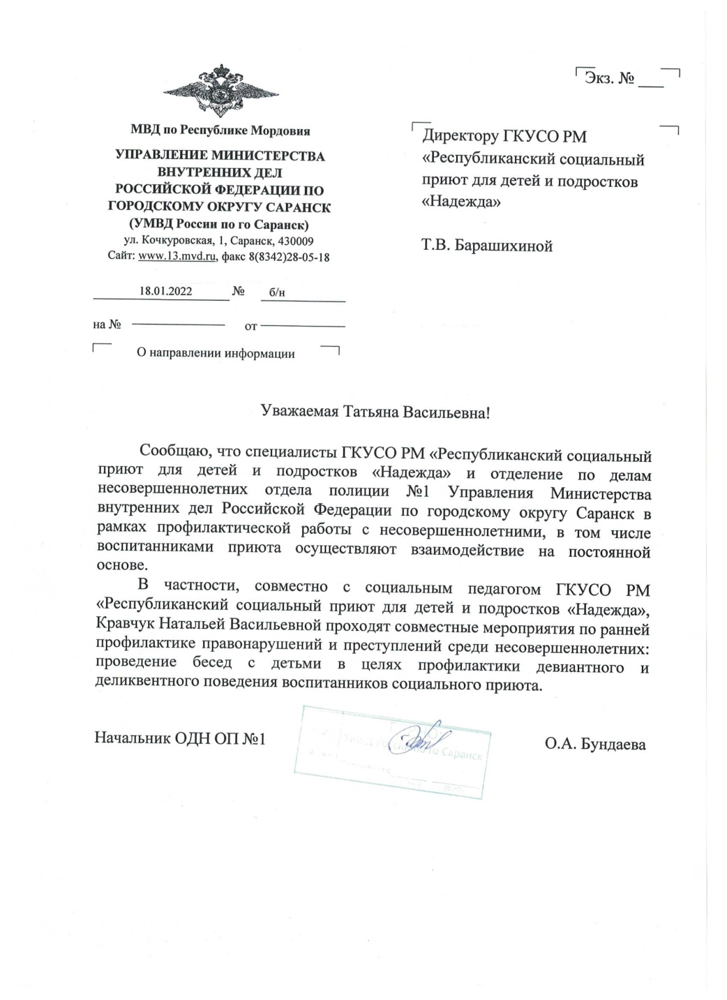 Экз. № ___
МВД по Республике Мордовия
УПРАВЛЕНИЕ МИНИСТЕРСТВА
ВНУТРЕННИХ ДЕЛ
РОССИЙСКОЙ ФЕДЕРАЦИИ ПО
ГОРОДСКОМУ ОКРУГУ САРАНСК
(УМВД России по го Саранск)
ул. Кочкуровская, 1, Саранск, 430009
Сайт: www.13.mvd.ru, факс 8(8342)28-05-18
18.01.2022 № б/н
на № от
О направлении информации
Директору ГКУСО РМ
«Республиканский социальный
приют для детей и подростков
«Надежда»
Т.В. Барашихиной
Уважаемая Татьяна Васильевна!
Сообщаю, что специалисты ГКУСО РМ «Республиканский социальный
приют для детей и подростков «Надежда» и отделение по делам
несовершеннолетних отдела полиции №1 Управления Министерства
внутренних дел Российской Федерации по городскому округу Саранск в
рамках профилактической работы с несовершеннолетними, в том числе
воспитанниками приюта осуществляют взаимодействие на постоянной
основе.
В частности, совместно с социальным педагогом ГКУСО РМ
«Республиканский социальный приют для детей и подростков «Надежда»,
Кравчук Натальей Васильевной проходят совместные мероприятия по ранней
профилактике правонарушений и преступлений среди несовершеннолетних:
проведение бесед с детьми в целях профилактики девиантного и
деликвентного поведения воспитанников социального приюта.
Начальник ОДН ОП №1
го Саранск
О.А. Бундаева